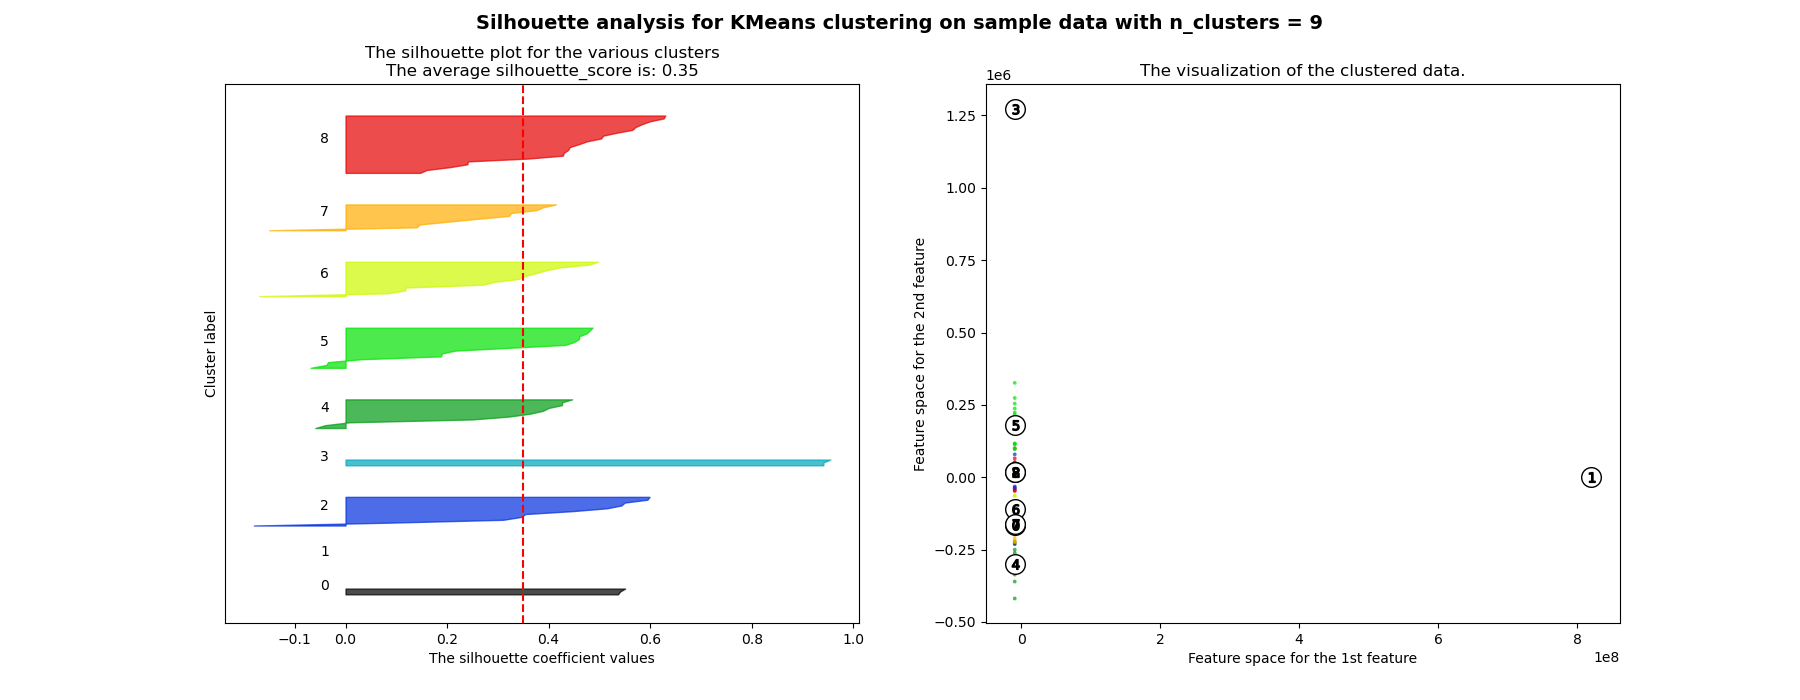 Silhouette analysis for KMeans clustering on sample data with n_clusters = 9
The silhouette plot for the various clusters
The average silhouette_score is: 0.35
8
7
6
5
4
3
2
1
0
Cluster label
−0.1 0.0 0.2 0.4 0.6 0.8 1.0
The silhouette coefficient values
The visualization of the clustered data.
1e6
1.25
1.00
0.75
0.50
0.25
0.00
−0.25
−0.50
Feature space for the 2nd feature
3
5
8
1
6
7
4
0 2 4 6 8
1e8
Feature space for the 1st feature